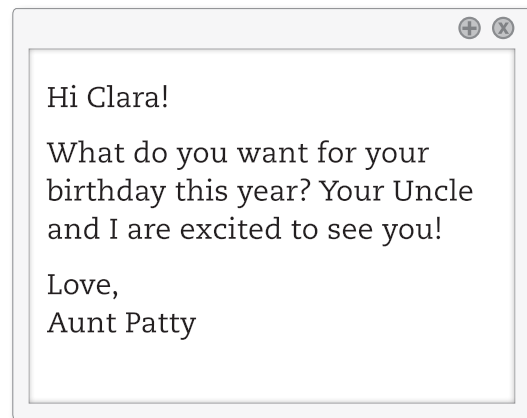 Hi Clara!
What do you want for your
birthday this year? Your Uncle
and I are excited to see you!
Love,
Aunt Patty